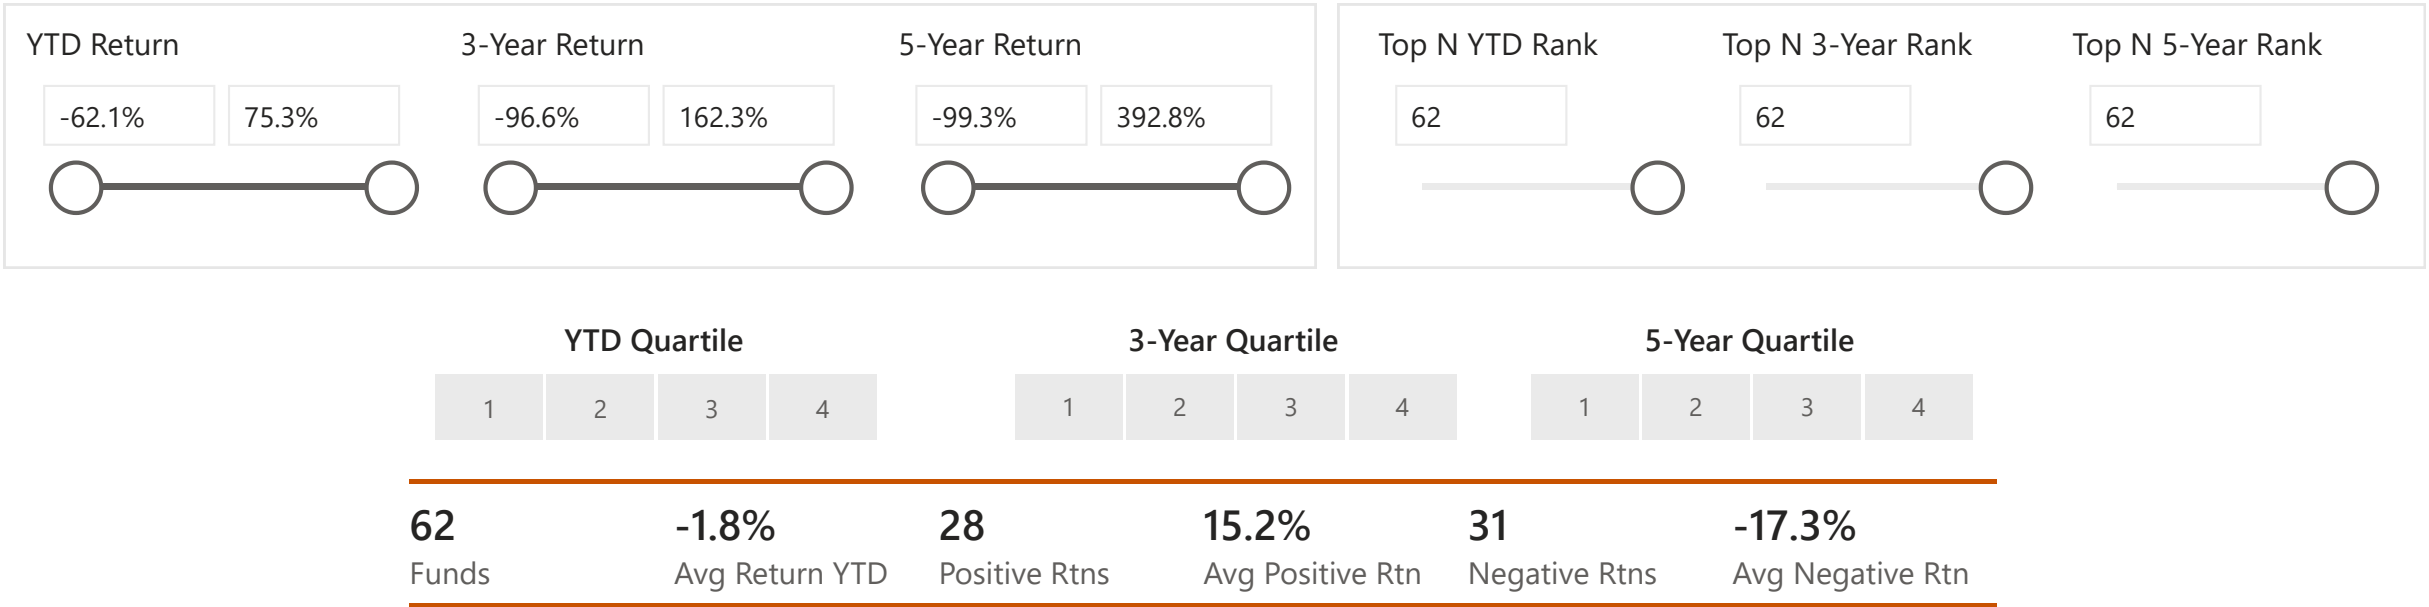 YTD Return
3-Year Return
5-Year Return
-62.1%
75.3%
-96.6%
162.3%
-99.3%
392.8%
Top N YTD Rank
Top N 3-Year Rank
Top N 5-Year Rank
62
62
62
YTD Quartile
3-Year Quartile
5-Year Quartile
1 2 3 4
1 2 3 4
1 2 3 4
62
Funds
-1.8%
Avg Return YTD
28
Positive Rtns
15.2%
Avg Positive Rtn
31
Negative Rtns
-17.3%
Avg Negative Rtn